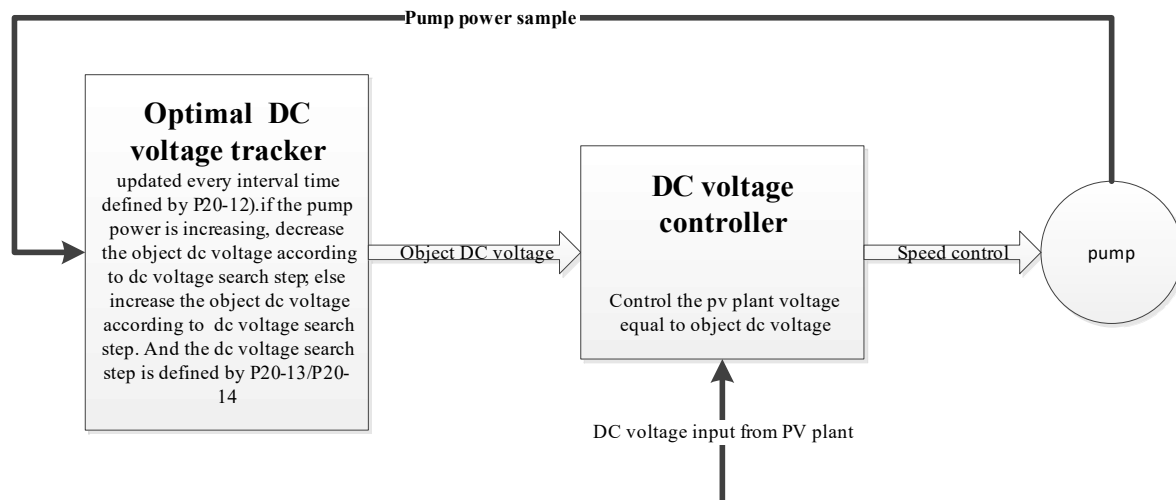 Pump power sample
Optimal DC
voltage tracker
updated every interval time
defined by P20-12).if the pump
power is increasing, decrease
the object dc voltage according
to dc voltage search step; else
increase the object dc voltage
according to dc voltage search
step. And the dc voltage search
step is defined by P20-13/P20-
14
Object DC voltage
DC voltage
controller
Control the pv plant voltage
equal to object dc voltage
Speed control
pump
DC voltage input from PV plant